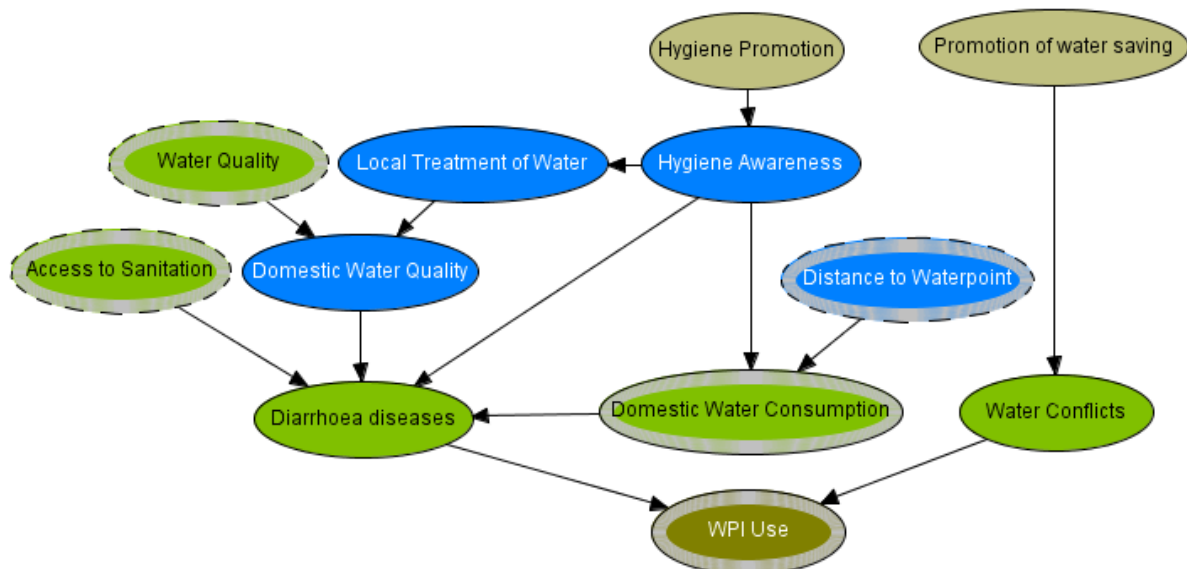 Hygiene Promotion
Promotion of water saving
Water Quality
Local Treatment of Water
Hygiene Awareness
Access to Sanitation
Domestic Water Quality
Distance to Waterpoint
Diarrhoea diseases
Domestic Water Consumption
Water Conflicts
WPI Use